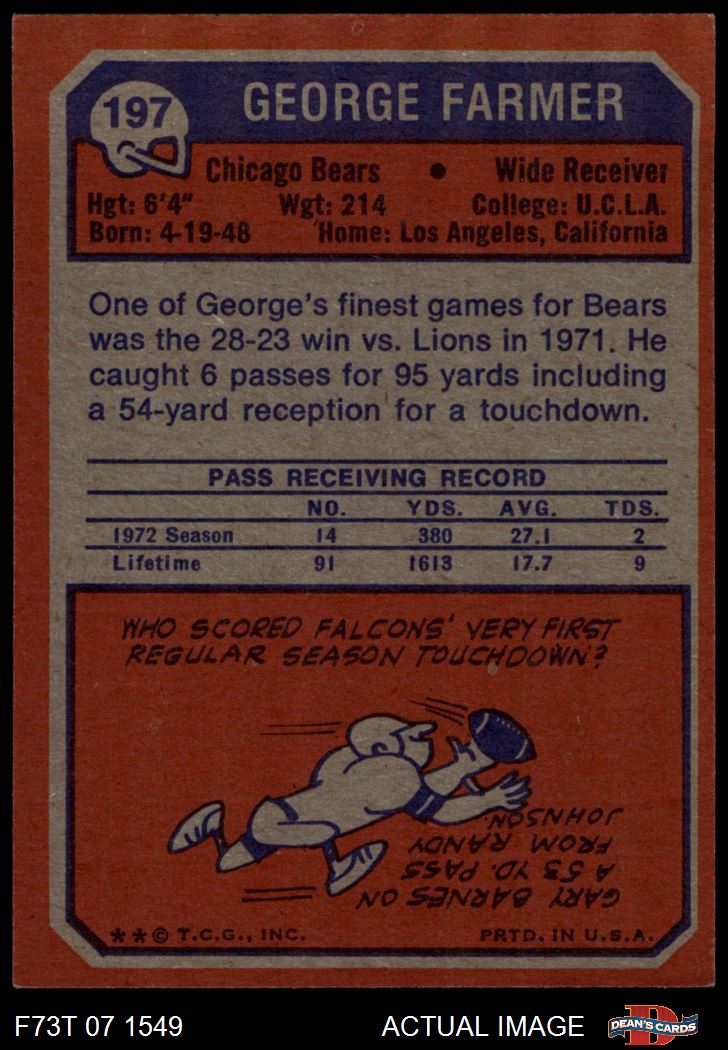 197
GEORGE FARMER
Chicago Bears • Wide Receiver
Hgt: 6'4" Wgt: 214 College: U.C.L.A.
Born: 4-19-48 Home: Los Angeles, California
One of George's finest games for Bears
was the 28-23 win vs. Lions in 1971. He
caught 6 passes for 95 yards including
a 54-yard reception for a touchdown.
PASS RECEIVING RECORD
NO. YDS. AVG. TDS.
1972 Season 14 380 27.1 2
Lifetime 91 1613 17.7 9
WHO SCORED FALCONS' VERY FIRST
REGULAR SEASON TOUCHDOWN?
GARY BARNES ON
A 53 YD. PASS
FROM RANDY
JOHNSON.
**© T.C.G., INC. PRTD. IN U.S.A.
F73T 07 1549 ACTUAL IMAGE
D
DEAN'S CARDS